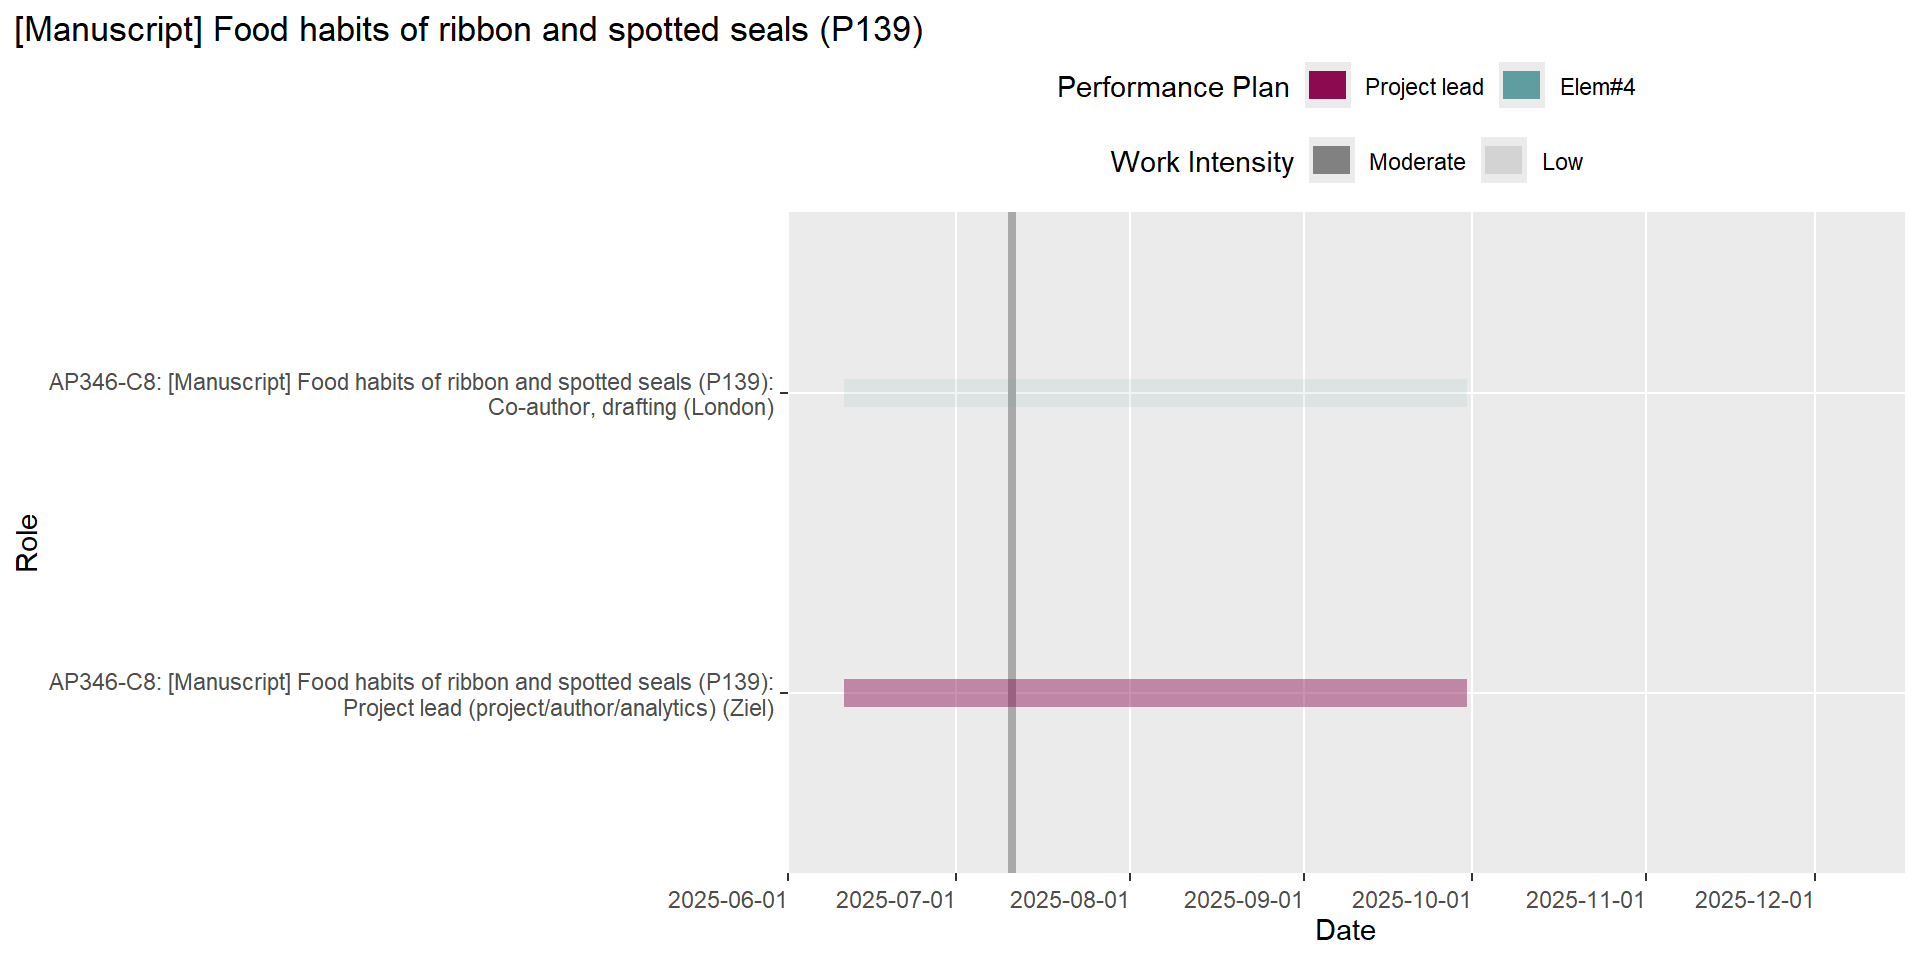 [Manuscript] Food habits of ribbon and spotted seals (P139)
Performance Plan Project lead Elem#4
Work Intensity Moderate Low
AP346-C8: [Manuscript] Food habits of ribbon and spotted seals (P139):
Co-author, drafting (London)
Role
AP346-C8: [Manuscript] Food habits of ribbon and spotted seals (P139):
Project lead (project/author/analytics) (Ziel)
2025-06-01 2025-07-01 2025-08-01 2025-09-01 2025-10-01 2025-11-01 2025-12-01
Date